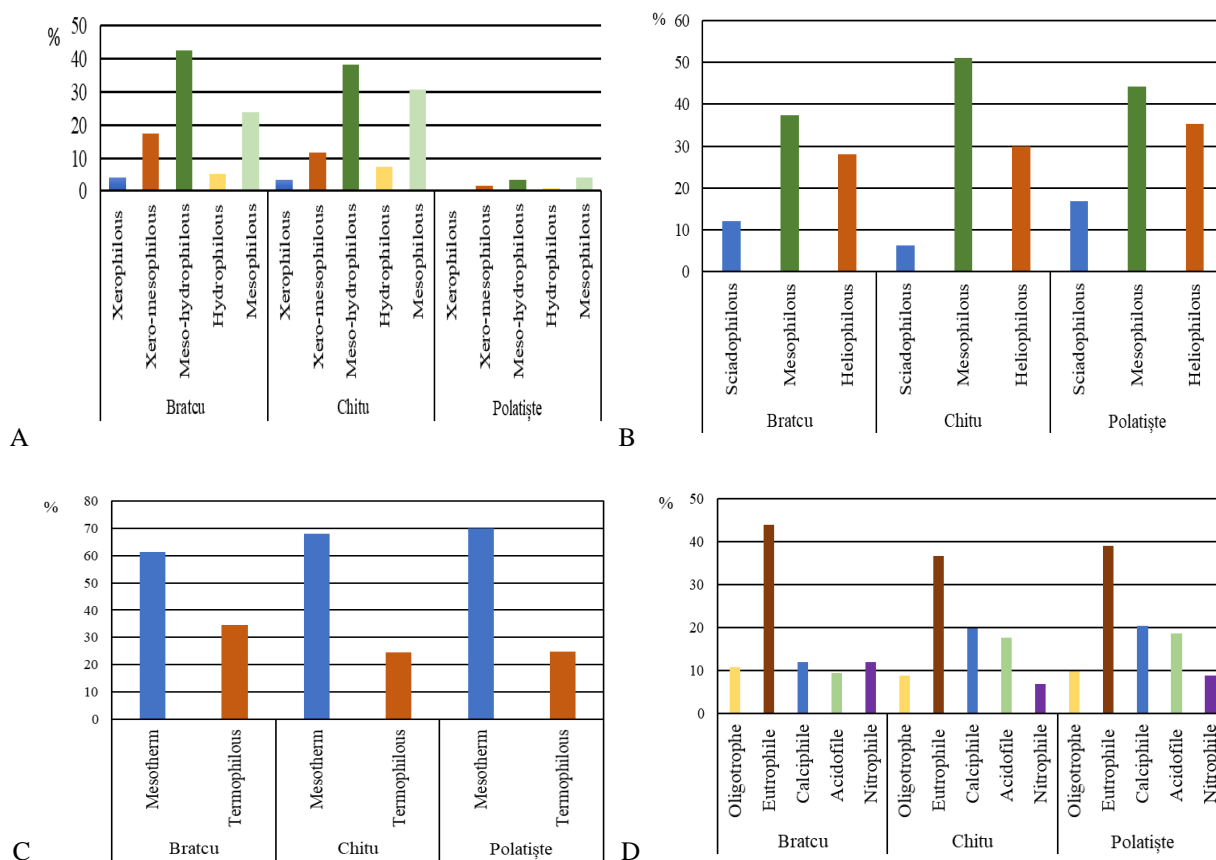 %
50
40
30
20
10
0
Xerophilous
Xero-mesophilous
Meso-hydrophilous
Hydrophilous
Mesophilous
Xerophilous
Xero-mesophilous
Meso-hydrophilous
Hydrophilous
Mesophilous
Xerophilous
Xero-mesophilous
Meso-hydrophilous
Hydrophilous
Mesophilous
Bratcu Chitu Polatiște
A
%
60
50
40
30
20
10
0
Sciadophilous
Mesophilous
Heliophilous
Sciadophilous
Mesophilous
Heliophilous
Sciadophilous
Mesophilous
Heliophilous
Bratcu Chitu Polatiște
B
%
80
70
60
50
40
30
20
10
0
Mesotherm
Termophilous
Mesotherm
Termophilous
Mesotherm
Termophilous
Bratcu Chitu Polatiște
C
%
50
40
30
20
10
0
Oligotrophe
Eutrophile
Calciphile
Acidofile
Nitrophile
Oligotrophe
Eutrophile
Calciphile
Acidofile
Nitrophile
Oligotrophe
Eutrophile
Calciphile
Acidofile
Nitrophile
Bratcu Chitu Polatiște
D